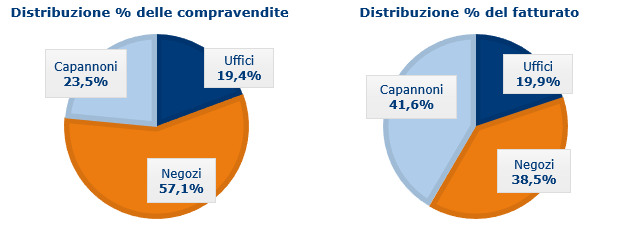 Distribuzione % delle compravendite
Uffici
19,4%
Capannoni
23,5%
Negozi
57,1%
Distribuzione % del fatturato
Uffici
19,9%
Capannoni
41,6%
Negozi
38,5%